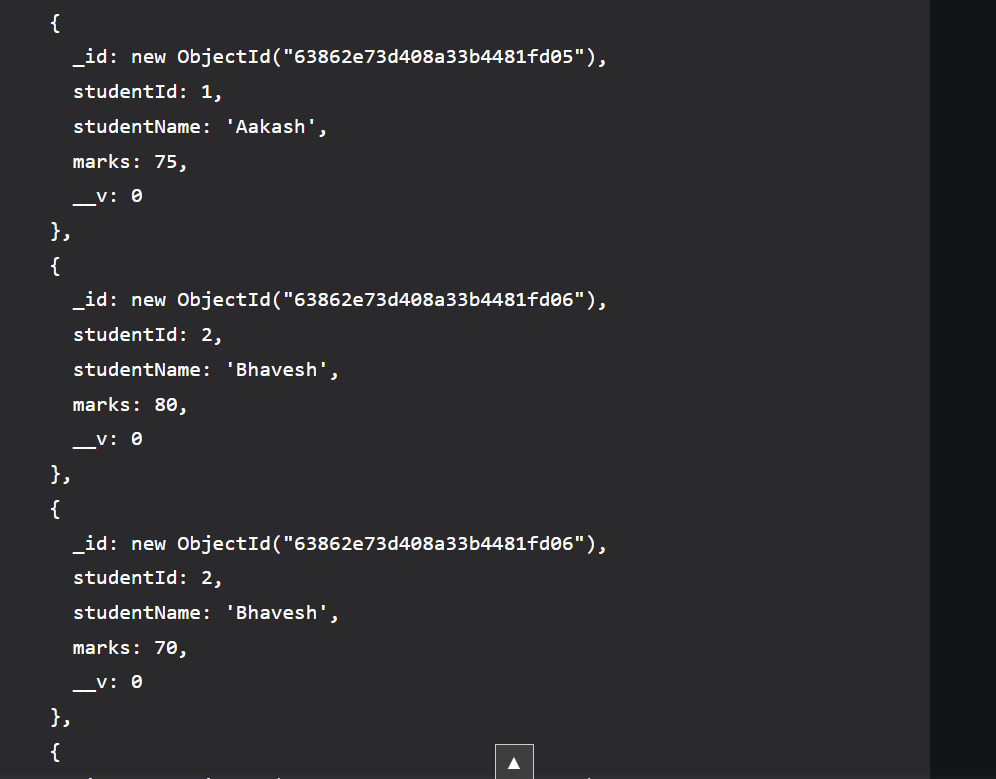 {
_id: new ObjectId("63862e73d408a33b4481fd05"),
studentId: 1,
studentName: 'Aakash',
marks: 75,
__v: 0
},
{
_id: new ObjectId("63862e73d408a33b4481fd06"),
studentId: 2,
studentName: 'Bhavesh',
marks: 80,
__v: 0
},
{
_id: new ObjectId("63862e73d408a33b4481fd06"),
studentId: 2,
studentName: 'Bhavesh',
marks: 70,
__v: 0
},
{